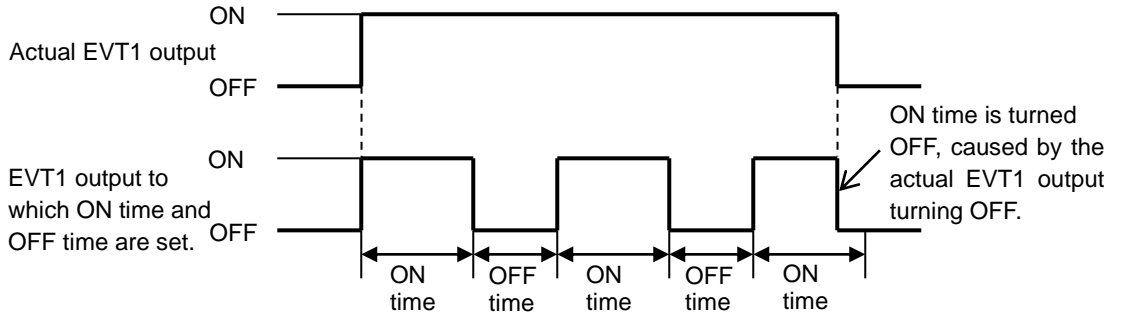 ON
Actual EVT1 output
OFF
ON time is turned
OFF, caused by the
actual EVT1 output
turning OFF.
ON
EVT1 output to
which ON time and
OFF time are set.
OFF
ON
time
OFF
time
ON
time
OFF
time
ON
time